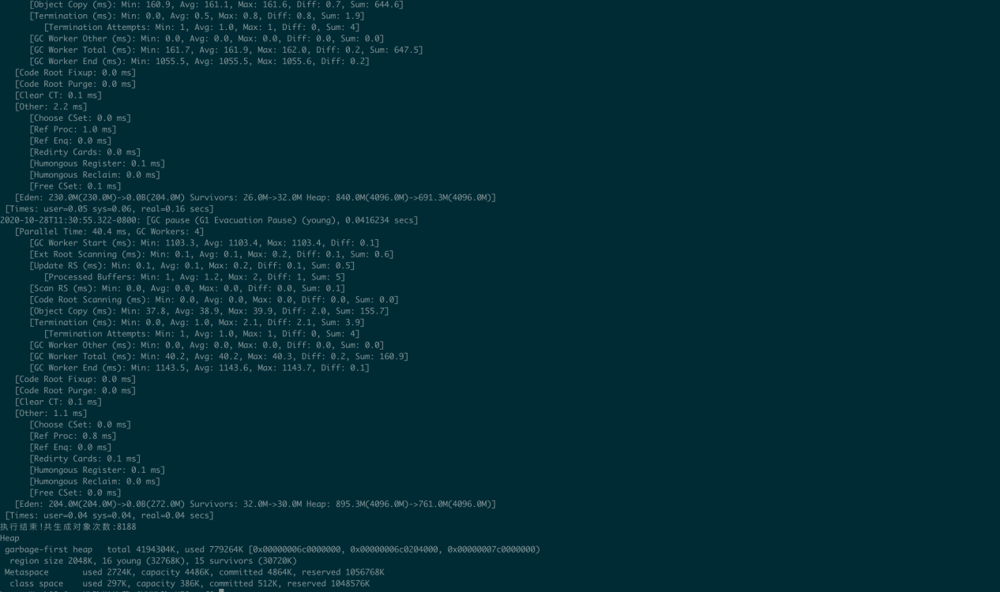 [Object Copy (ms): Min: 160.9, Avg: 161.1, Max: 161.6, Diff: 0.7, Sum: 644.6]
[Termination (ms): Min: 0.0, Avg: 0.5, Max: 0.8, Diff: 0.8, Sum: 1.9]
[Termination Attempts: Min: 1, Avg: 1.0, Max: 1, Diff: 0, Sum: 4]
[GC Worker Other (ms): Min: 0.0, Avg: 0.0, Max: 0.0, Diff: 0.0, Sum: 0.0]
[GC Worker Total (ms): Min: 161.7, Avg: 161.9, Max: 162.0, Diff: 0.2, Sum: 647.5]
[GC Worker End (ms): Min: 1055.5, Avg: 1055.5, Max: 1055.6, Diff: 0.2]
[Code Root Fixup: 0.0 ms]
[Code Root Purge: 0.0 ms]
[Clear CT: 0.1 ms]
[Other: 2.2 ms]
[Choose CSet: 0.0 ms]
[Ref Proc: 1.0 ms]
[Ref Enq: 0.0 ms]
[Redirty Cards: 0.0 ms]
[Humongous Register: 0.1 ms]
[Humongous Reclaim: 0.0 ms]
[Free CSet: 0.1 ms]
[Eden: 230.0M(230.0M)->0.0B(204.0M) Survivors: 26.0M->32.0M Heap: 840.0M(4096.0M)->691.3M(4096.0M)]
[Times: user=0.05 sys=0.06, real=0.16 secs]
2020-10-28T11:30:55.322-0800: [GC pause (G1 Evacuation Pause) (young), 0.0416234 secs]
[Parallel Time: 40.4 ms, GC Workers: 4]
[GC Worker Start (ms): Min: 1103.3, Avg: 1103.4, Max: 1103.4, Diff: 0.1]
[Ext Root Scanning (ms): Min: 0.1, Avg: 0.1, Max: 0.2, Diff: 0.1, Sum: 0.6]
[Update RS (ms): Min: 0.1, Avg: 0.1, Max: 0.2, Diff: 0.1, Sum: 0.5]
[Processed Buffers: Min: 1, Avg: 1.2, Max: 2, Diff: 1, Sum: 5]
[Scan RS (ms): Min: 0.0, Avg: 0.0, Max: 0.0, Diff: 0.0, Sum: 0.1]
[Code Root Scanning (ms): Min: 0.0, Avg: 0.0, Max: 0.0, Diff: 0.0, Sum: 0.0]
[Object Copy (ms): Min: 37.8, Avg: 38.9, Max: 39.9, Diff: 2.0, Sum: 155.7]
[Termination (ms): Min: 0.0, Avg: 1.0, Max: 2.1, Diff: 2.1, Sum: 3.9]
[Termination Attempts: Min: 1, Avg: 1.0, Max: 1, Diff: 0, Sum: 4]
[GC Worker Other (ms): Min: 0.0, Avg: 0.0, Max: 0.0, Diff: 0.0, Sum: 0.0]
[GC Worker Total (ms): Min: 40.2, Avg: 40.2, Max: 40.3, Diff: 0.2, Sum: 160.9]
[GC Worker End (ms): Min: 1143.5, Avg: 1143.6, Max: 1143.7, Diff: 0.1]
[Code Root Fixup: 0.0 ms]
[Code Root Purge: 0.0 ms]
[Clear CT: 0.1 ms]
[Other: 1.1 ms]
[Choose CSet: 0.0 ms]
[Ref Proc: 0.8 ms]
[Ref Enq: 0.0 ms]
[Redirty Cards: 0.1 ms]
[Humongous Register: 0.1 ms]
[Humongous Reclaim: 0.0 ms]
[Free CSet: 0.0 ms]
[Eden: 204.0M(204.0M)->0.0B(272.0M) Survivors: 32.0M->30.0M Heap: 895.3M(4096.0M)->761.0M(4096.0M)]
[Times: user=0.04 sys=0.04, real=0.04 secs]
执行结束!共生成对象次数:8188
Heap
garbage-first heap   total 4194304K, used 779264K [0x00000006c0000000, 0x00000006c0204000, 0x00000007c0000000)
region size 2048K, 16 young (32768K), 15 survivors (30720K)
Metaspace       used 2724K, capacity 4486K, committed 4864K, reserved 1056768K
class space    used 297K, capacity 386K, committed 512K, reserved 1048576K